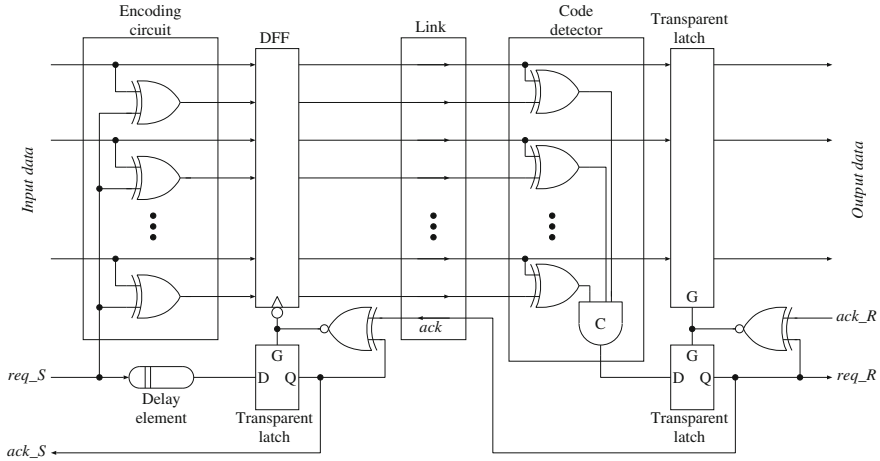 Encoding
circuit
DFF
Link
Code
detector
Transparent
latch
Input data
Output data
G
C
ack
ack_R
G
G
req_S
D
Q
D
Q
req_R
Delay
element
Transparent
latch
Transparent
latch
ack_S